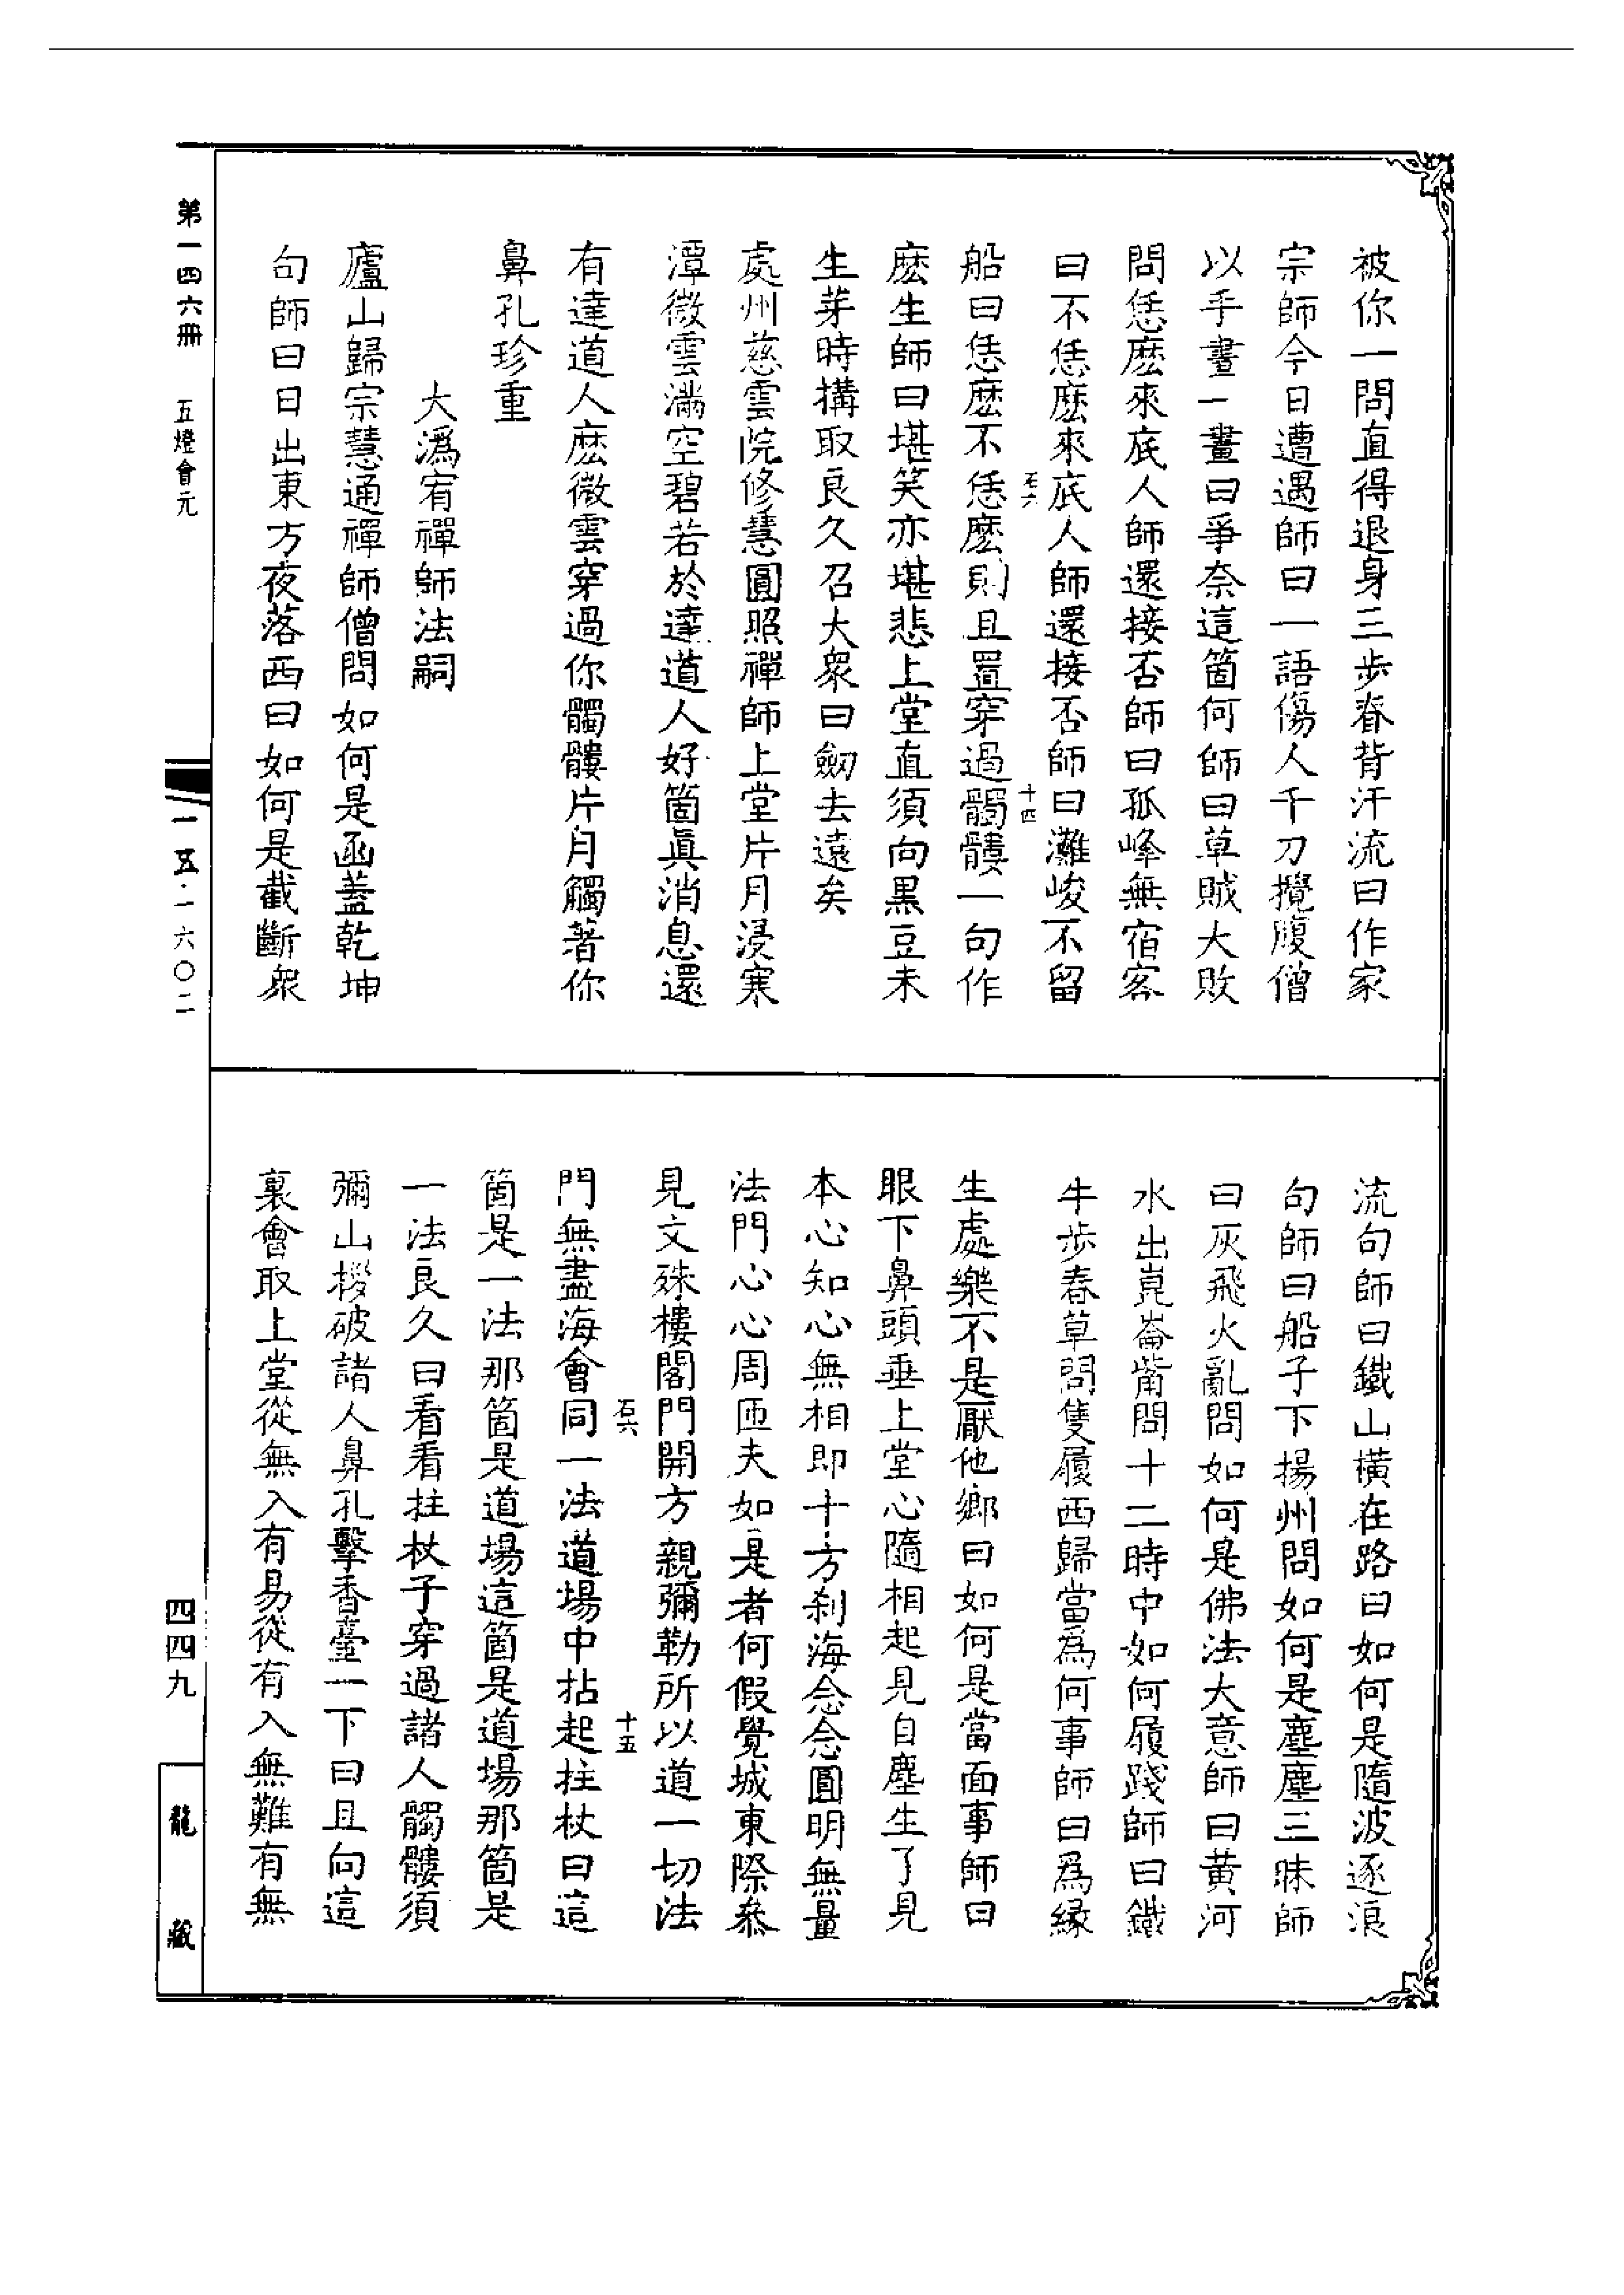 被你一問直得退身三步脊背汗流曰作家
宗師今日遭遇師曰一語傷人千刀攪腹僧
以手畫一畫曰爭奈這箇何師曰草賊大敗
問恁麽來底人師還接否師曰孤峰無宿客
曰不恁麽來底人師還接否師曰灘峻不留
石六
十四
船曰恁麽不恁麽則且置穿過髑髏一句作
麽生師曰堪笑亦堪悲上堂直須向黑豆未
生芽時搆取良久召大衆曰劒去遠矣
處州慈雲院修慧圓照禪師上堂片月浸寒
潭微雲滿空碧若於達道人好箇眞消息還
有達道人麽微雲穿過你髑髏片月觸著你
鼻孔珍重
大潙宥禪師法嗣
廬山歸宗慧通禪師僧問如何是函蓋乾坤
句師曰日出東方夜落西曰如何是截斷衆
流句師曰鐵山橫在路曰如何是隨波逐浪
句師曰船子下揚州問如何是塵塵三昧師
曰灰飛火亂問如何是佛法大意師曰黄河
水出崑崙觜問十二時中如何履踐師曰鐵
牛步春草問隻履西歸當爲何事師曰爲緣
生處樂不是厭他鄉曰如何是當面事師曰
眼下鼻頭垂上堂心隨相起見自塵生了見
本心知心無相即十方刹海念念圓明無量
法門心心周匝夫如是者何假覺城東際叅
見文殊樓閣門開方親彌勒所以道一切法
石六
十五
門無盡海會同一法道場中拈起拄杖曰這
箇是一法那箇是道場這箇是道場那箇是
一法良久曰看看拄杖子穿過諸人髑髏須
彌山拶破諸人鼻孔擊香臺一下曰且向這
裏會取上堂從無入有易從有入無難有無
第一四六冊
五燈會元
一五·一六〇二
四四九
龍藏